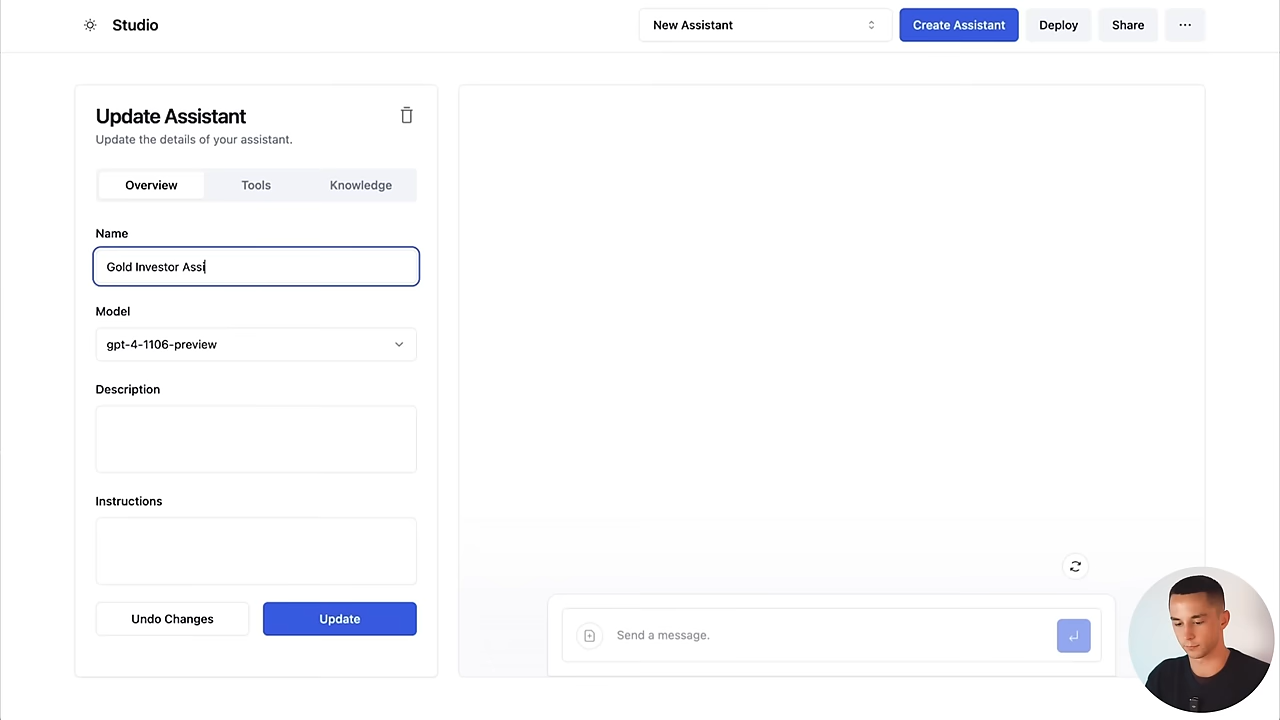 Studio
New Assistant
Create Assistant
Deploy
Share
...
Update Assistant
Update the details of your assistant.
Overview
Tools
Knowledge
Name
Gold Investor Assi
Model
gpt-4-1106-preview
Description
Instructions
Undo Changes
Update
Send a message.